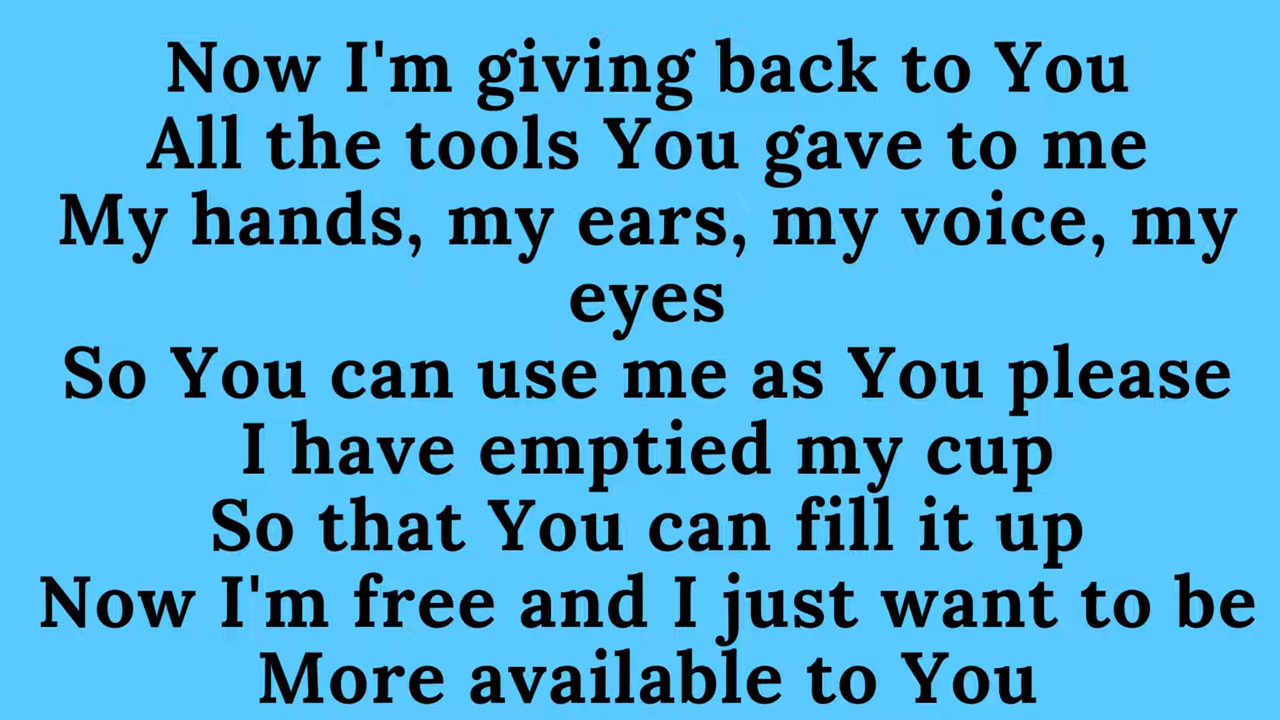 Now I'm giving back to You
All the tools You gave to me
My hands, my ears, my voice, my
eyes
So You can use me as You please
I have emptied my cup
So that You can fill it up
Now I'm free and I just want to be
More available to You